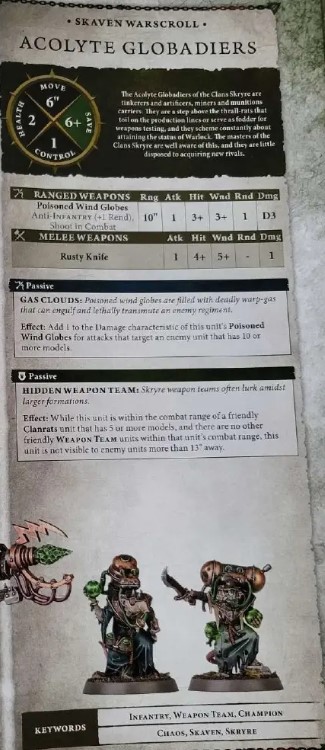 • SKAVEN WARSCROLL •
ACOLYTE GLOBADIERS
MOVE
6"
HEALTH
2
6+
SAVE
1
CONTROL
The Acolyte Globadiers of the Clans Skryre are
tinkerers and artificers, miners and munitions
carriers. They are a step above the thrall-rats that
toil on the production lines or serve as fodder for
weapons testing, and they scheme constantly about
attaining the status of Warlock. The masters of the
Clans Skryre are well aware of this, and they are little
disposed to acquiring new rivals.
RANGED WEAPONS Rng Atk Hit Wnd Rnd Dmg
Poisoned Wind Globes
Anti-INFANTRY (+1 Rend), 10" 1 3+ 3+ 1 D3
Shoot in Combat
MELEE WEAPONS Atk Hit Wnd Rnd Dmg
Rusty Knife 1 4+ 5+ - 1
Passive
GAS CLOUDS: Poisoned wind globes are filled with deadly warp-gas
that can engulf and lethally transmute an enemy regiment.
Effect: Add 1 to the Damage characteristic of this unit's Poisoned
Wind Globes for attacks that target an enemy unit that has 10 or
more models.
Passive
HIDDEN WEAPON TEAM: Skryre weapon teams often lurk amidst
larger formations.
Effect: While this unit is within the combat range of a friendly
Clanrats unit that has 5 or more models, and there are no other
friendly WEAPON TEAM units within that unit's combat range, this
unit is not visible to enemy units more than 13" away.
KEYWORDS
INFANTRY, WEAPON TEAM, CHAMPION
CHAOS, SKAVEN, SKRYRE